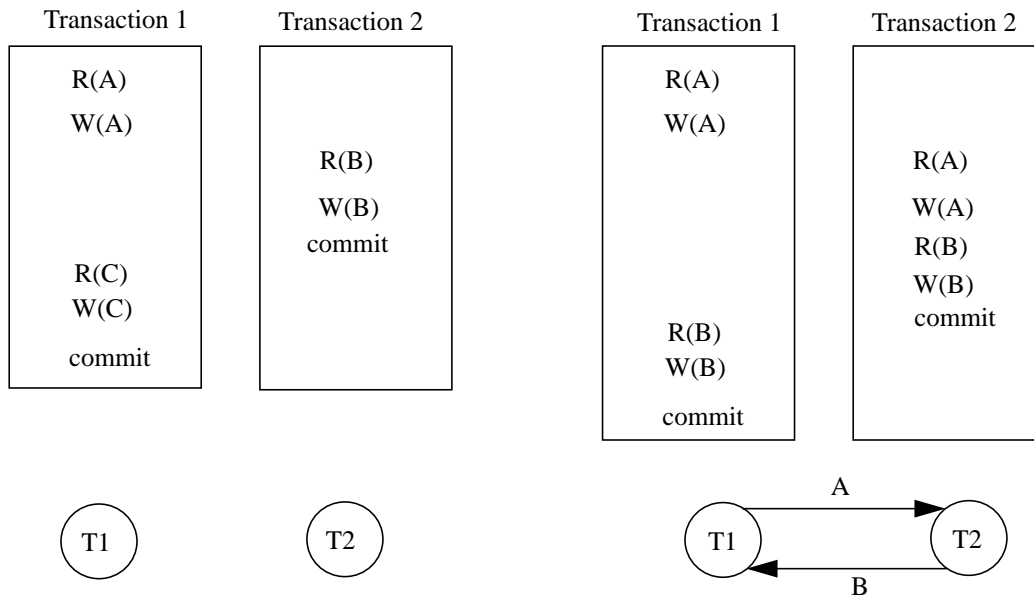 Transaction 1
Transaction 2
R(A)
W(A)
R(B)
W(B)
commit
R(C)
W(C)
commit
T1
T2
Transaction 1
Transaction 2
R(A)
W(A)
R(A)
W(A)
R(B)
W(B)
commit
R(B)
W(B)
commit
A
T1
T2
B